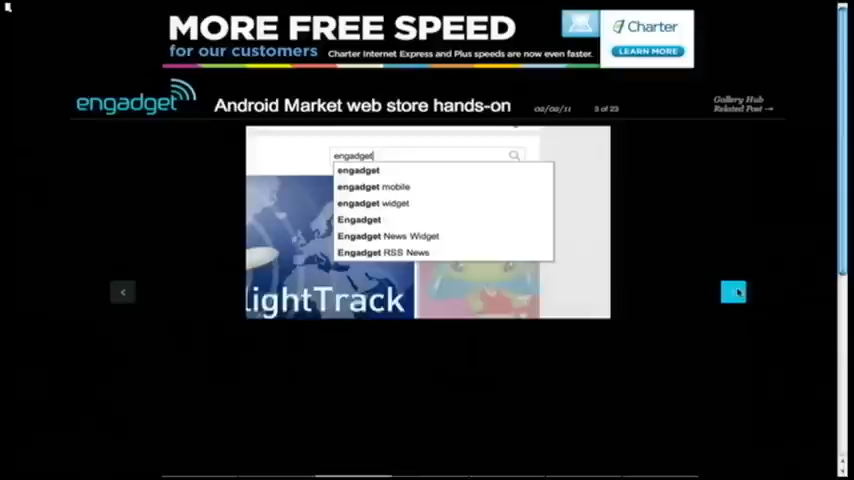 MORE FREE SPEED
for our customers Charter Internet Express and Plus speeds are now even faster.
Charter
LEARN MORE
engadget
Android Market web store hands-on
02/02/11
3 of 23
Gallery Hub
Related Post →
engadget
engadget
engadget mobile
engadget widget
Engadget
Engadget News Widget
Engadget RSS News
lightTrack